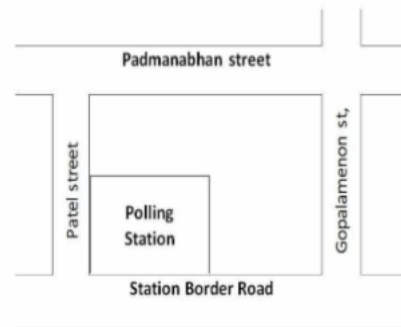 Padmanabhan street
Patel street
Gopalamenon st,
Polling
Station
Station Border Road